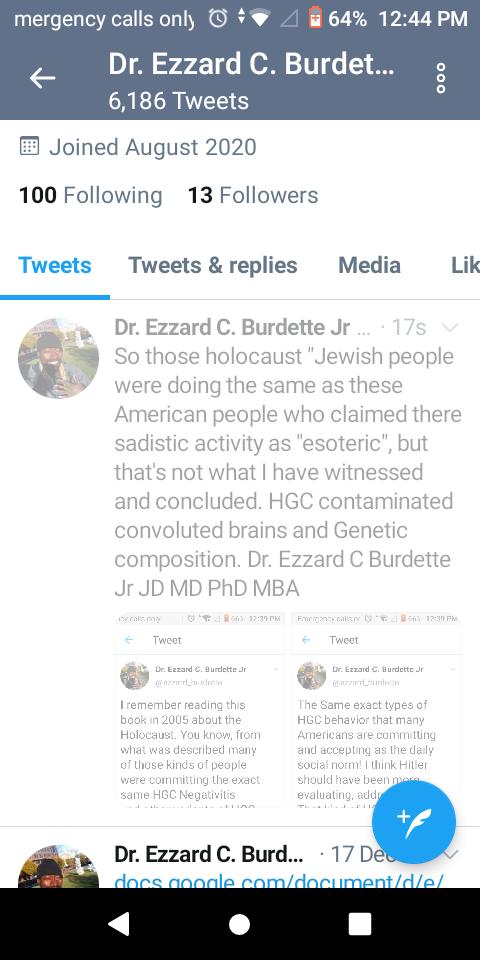 mergency calls only 64% 12:44 PM
Dr. Ezzard C. Burdet...
6,186 Tweets
Joined August 2020
100 Following 13 Followers
Tweets Tweets & replies Media Lik
Dr. Ezzard C. Burdette Jr ... · 17s
So those holocaust "Jewish people
were doing the same as these
American people who claimed there
sadistic activity as "esoteric", but
that's not what I have witnessed
and concluded. HGC contaminated
convoluted brains and Genetic
composition. Dr. Ezzard C Burdette
Jr JD MD PhD MBA
cy calls only 66% 12:39 PM
Tweet
Dr. Ezzard C. Burdette Jr
@ezzard_burdette
I remember reading this
book in 2005 about the
Holocaust. You know, from
what was described many
of those kinds of people
were committing the exact
same HGC Negativitis
Emergency calls or 66% 12:39 PM
Tweet
Dr. Ezzard C. Burdette Jr
@ezzard_burdette
The Same exact types of
HGC behavior that many
Americans are committing
and accepting as the daily
social norm! I think Hitler
should have been more
evaluating,
That kind of
Dr. Ezzard C. Burd... · 17 Dec
docs.google.com/document/d/e/